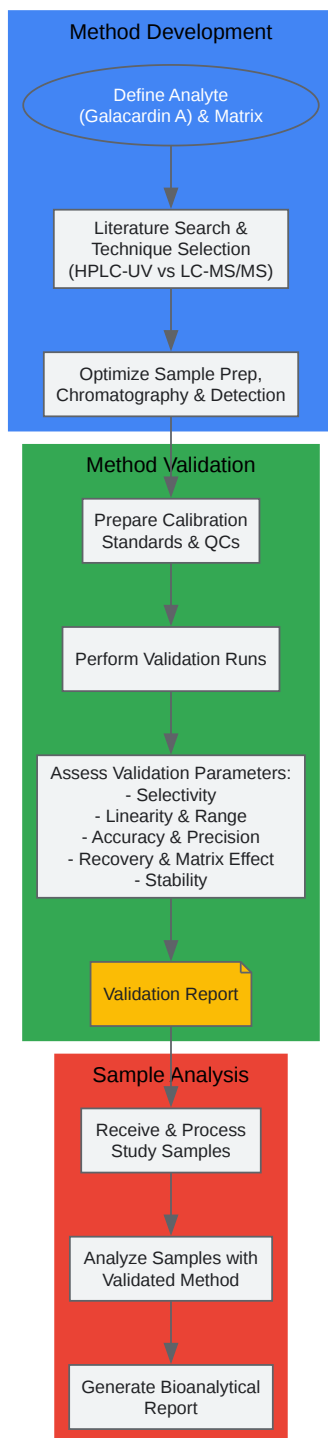 Method Development
Define Analyte
(Galacardin A) & Matrix
Literature Search &
Technique Selection
(HPLC-UV vs LC-MS/MS)
Optimize Sample Prep,
Chromatography & Detection
Method Validation
Prepare Calibration
Standards & QCs
Perform Validation Runs
Assess Validation Parameters:
- Selectivity
- Linearity & Range
- Accuracy & Precision
- Recovery & Matrix Effect
- Stability
Validation Report
Sample Analysis
Receive & Process
Study Samples
Analyze Samples with
Validated Method
Generate Bioanalytical
Report